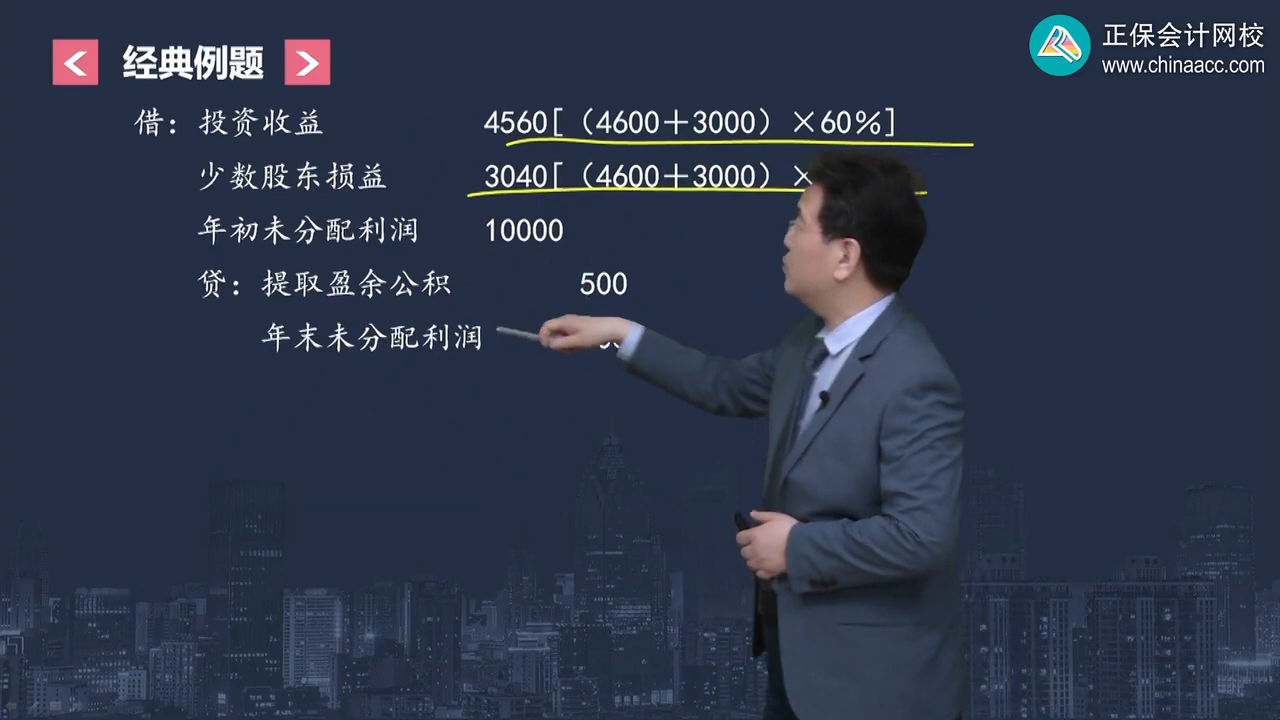 正保会计网校
www.chinaacc.com
经典例题
借：投资收益 4560[（4600＋3000）×60％]
少数股东损益 3040[（4600＋3000）×
年初未分配利润 10000
贷：提取盈余公积 500
年末未分配利润